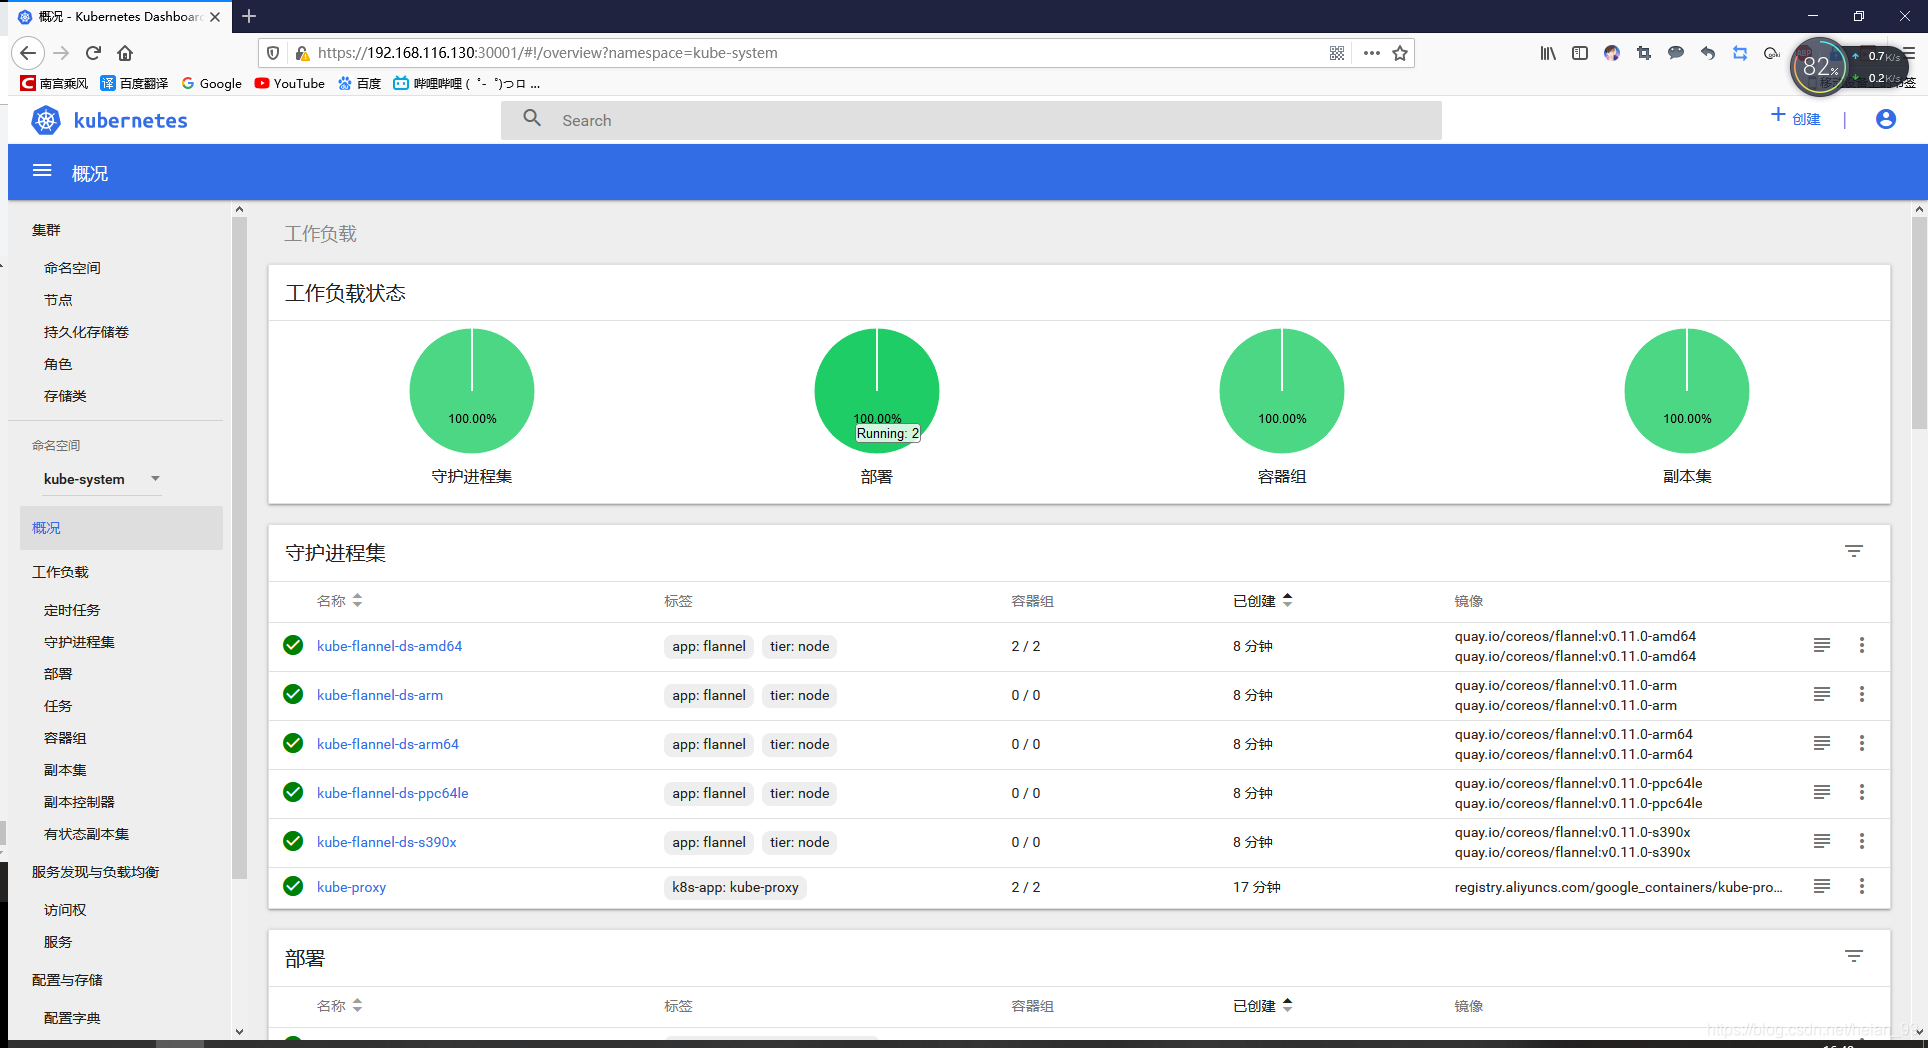 概况 - Kubernetes Dashboar
https://192.168.116.130:30001/#!/overview?namespace=kube-system
82%
0.7K/s
0.2K/s
南宫乘风
百度翻译
Google
YouTube
百度
哔哩哔哩 ( ゜- ゜)つロ ...
kubernetes
Search
创建
概况
集群
命名空间
节点
持久化存储卷
角色
存储类
命名空间
kube-system
概况
工作负载
定时任务
守护进程集
部署
任务
容器组
副本集
副本控制器
有状态副本集
服务发现与负载均衡
访问权
服务
配置与存储
配置字典
工作负载
工作负载状态
100.00%
100.00%
100.00%
100.00%
Running: 2
守护进程集
部署
容器组
副本集
守护进程集
名称 标签 容器组 已创建 镜像
kube-flannel-ds-amd64 app: flannel tier: node 2 / 2 8 分钟 quay.io/coreos/flannel:v0.11.0-amd64
quay.io/coreos/flannel:v0.11.0-amd64
kube-flannel-ds-arm app: flannel tier: node 0 / 0 8 分钟 quay.io/coreos/flannel:v0.11.0-arm
quay.io/coreos/flannel:v0.11.0-arm
kube-flannel-ds-arm64 app: flannel tier: node 0 / 0 8 分钟 quay.io/coreos/flannel:v0.11.0-arm64
quay.io/coreos/flannel:v0.11.0-arm64
kube-flannel-ds-ppc64le app: flannel tier: node 0 / 0 8 分钟 quay.io/coreos/flannel:v0.11.0-ppc64le
quay.io/coreos/flannel:v0.11.0-ppc64le
kube-flannel-ds-s390x app: flannel tier: node 0 / 0 8 分钟 quay.io/coreos/flannel:v0.11.0-s390x
quay.io/coreos/flannel:v0.11.0-s390x
kube-proxy k8s-app: kube-proxy 2 / 2 17 分钟 registry.aliyuncs.com/google_containers/kube-pro...
部署
名称 标签 容器组 已创建 镜像